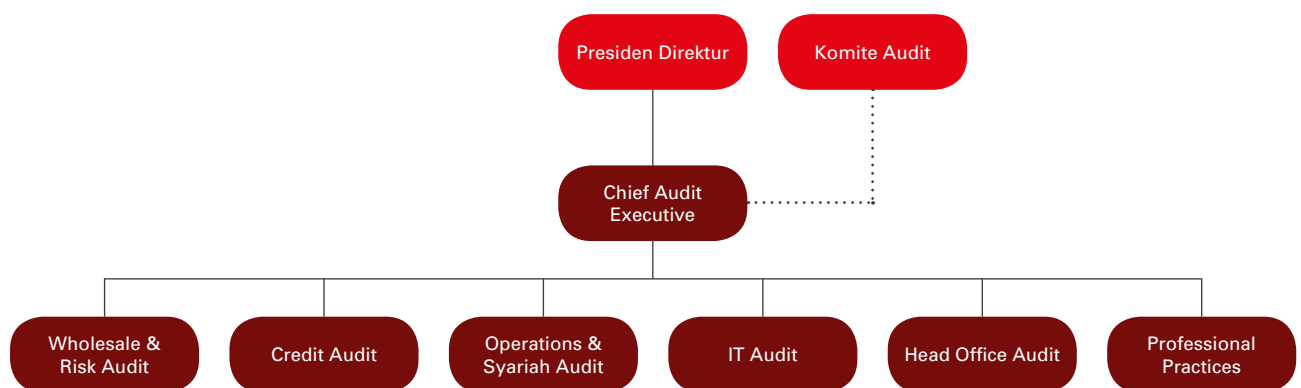 Presiden Direktur
Komite Audit
Chief Audit
Executive
Wholesale &
Risk Audit
Credit Audit
Operations &
Syariah Audit
IT Audit
Head Office Audit
Professional
Practices